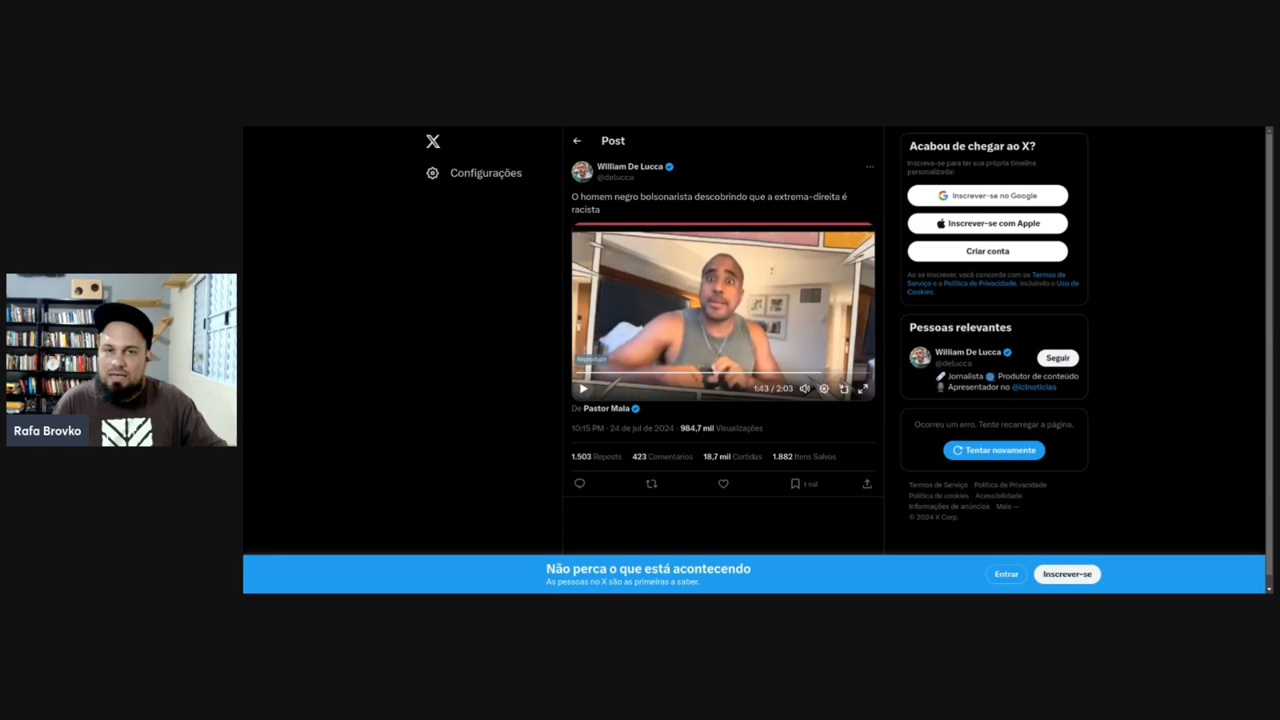 Rafa Brovko
Configurações
Post
William De Lucca
@delucca
O homem negro bolsonarista descobrindo que a extrema-direita é
racista
Reproduzir
1:43 / 2:03
De Pastor Mala
10:15 PM · 24 de jul de 2024 · 984,7 mil Visualizações
1.503 Reposts 423 Comentários 18,7 mil Curtidas 1.882 Itens Salvos
1 mil
Acabou de chegar ao X?
Inscreva-se para ter sua própria timeline
personalizada!
Inscrever-se no Google
Inscrever-se com Apple
Criar conta
Ao se inscrever, você concorda com os Termos de
Serviço e a Política de Privacidade, incluindo o Uso de
Cookies.
Pessoas relevantes
William De Lucca
@delucca
Seguir
Jornalista Produtor de conteúdo
Apresentador no @iclnoticias
Ocorreu um erro. Tente recarregar a página.
Tentar novamente
Termos de Serviço Política de Privacidade
Política de cookies Acessibilidade
Informações de anúncios Mais ···
© 2024 X Corp.
Não perca o que está acontecendo
As pessoas no X são as primeiras a saber.
Entrar
Inscrever-se